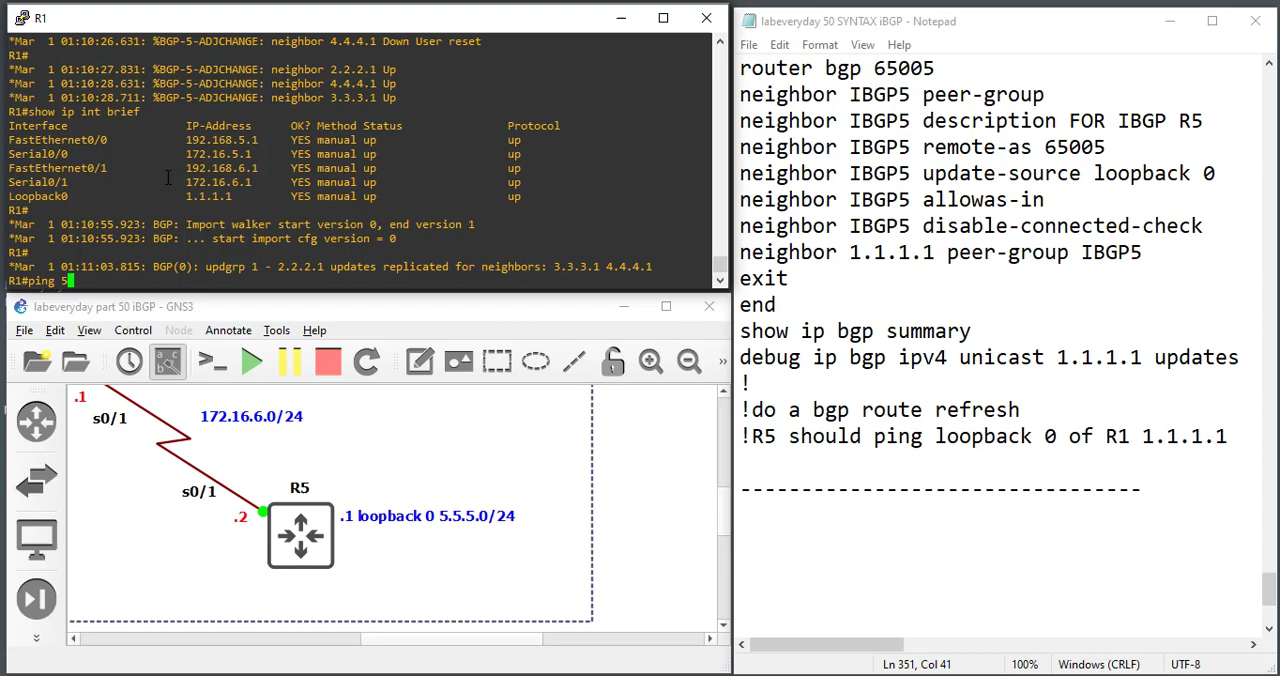 R1
*Mar  1 01:10:26.631: %BGP-5-ADJCHANGE: neighbor 4.4.4.1 Down User reset
R1#
*Mar  1 01:10:27.831: %BGP-5-ADJCHANGE: neighbor 2.2.2.1 Up
*Mar  1 01:10:28.631: %BGP-5-ADJCHANGE: neighbor 4.4.4.1 Up
*Mar  1 01:10:28.711: %BGP-5-ADJCHANGE: neighbor 3.3.3.1 Up
R1#show ip int brief
Interface IP-Address OK? Method Status Protocol
FastEthernet0/0 192.168.5.1 YES manual up up
Serial0/0 172.16.5.1 YES manual up up
FastEthernet0/1 192.168.6.1 YES manual up up
Serial0/1 172.16.6.1 YES manual up up
Loopback0 1.1.1.1 YES manual up up
R1#
*Mar  1 01:10:55.923: BGP: Import walker start version 0, end version 1
*Mar  1 01:10:55.923: BGP: ... start import cfg version = 0
R1#
*Mar  1 01:11:03.815: BGP(0): updgrp 1 - 2.2.2.1 updates replicated for neighbors: 3.3.3.1 4.4.4.1
R1#ping 5
labeveryday part 50 iBGP - GNS3
File Edit View Control Node Annotate Tools Help
abc
»
.1
s0/1
172.16.6.0/24
s0/1
.2
R5
.1 loopback 0 5.5.5.0/24
labeveryday 50 SYNTAX iBGP - Notepad
File Edit Format View Help
router bgp 65005
neighbor IBGP5 peer-group
neighbor IBGP5 description FOR IBGP R5
neighbor IBGP5 remote-as 65005
neighbor IBGP5 update-source loopback 0
neighbor IBGP5 allowas-in
neighbor IBGP5 disable-connected-check
neighbor 1.1.1.1 peer-group IBGP5
exit
end
show ip bgp summary
debug ip bgp ipv4 unicast 1.1.1.1 updates
!
!do a bgp route refresh
!R5 should ping loopback 0 of R1 1.1.1.1
---------------------------------
Ln 351, Col 41 100% Windows (CRLF) UTF-8